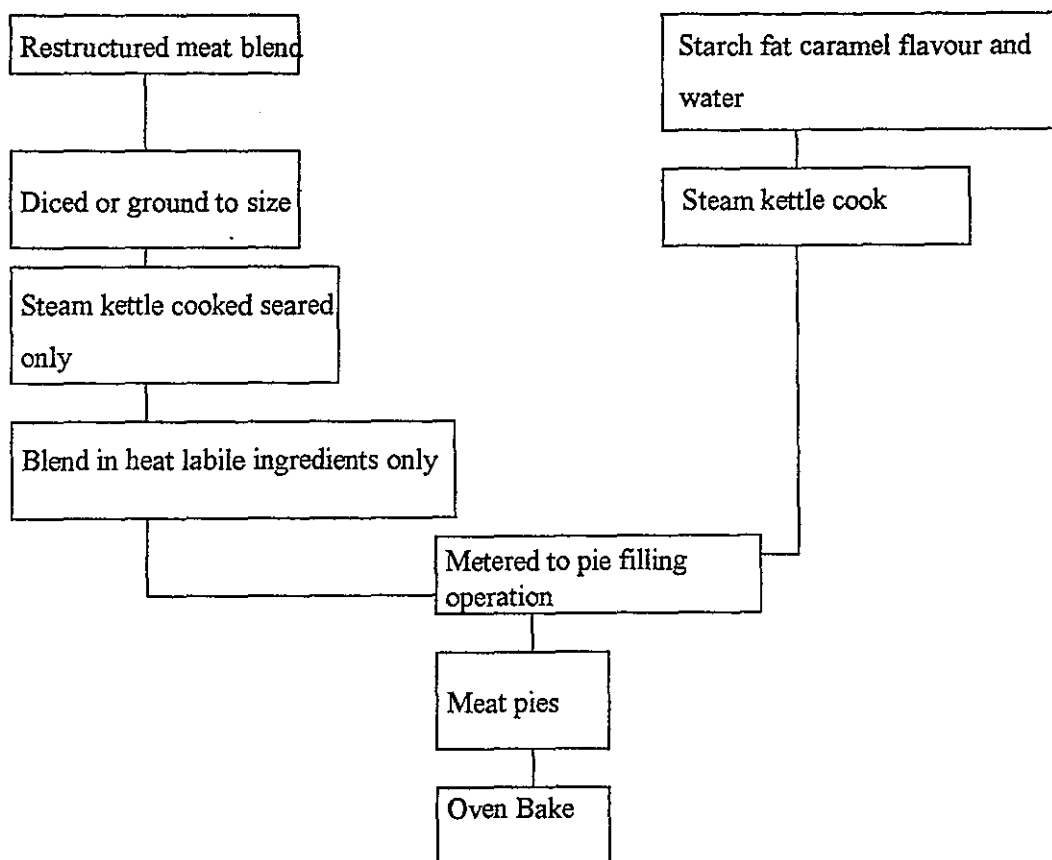 Restructured meat blend
Diced or ground to size
Steam kettle cooked seared
only
Blend in heat labile ingredients only
Starch fat caramel flavour and
water
Steam kettle cook
Metered to pie filling
operation
Meat pies
Oven Bake